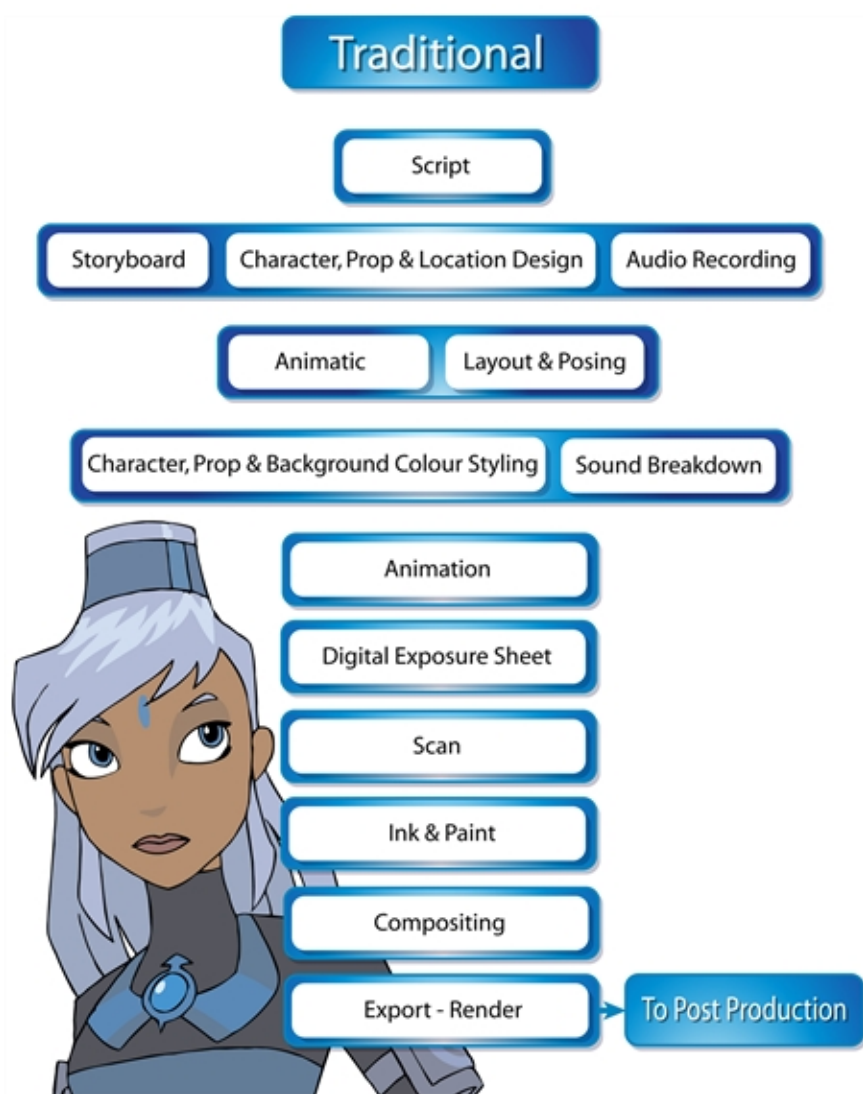 Traditional
Script
Storyboard
Character, Prop & Location Design
Audio Recording
Animatic
Layout & Posing
Character, Prop & Background Colour Styling
Sound Breakdown
Animation
Digital Exposure Sheet
Scan
Ink & Paint
Compositing
Export - Render
To Post Production